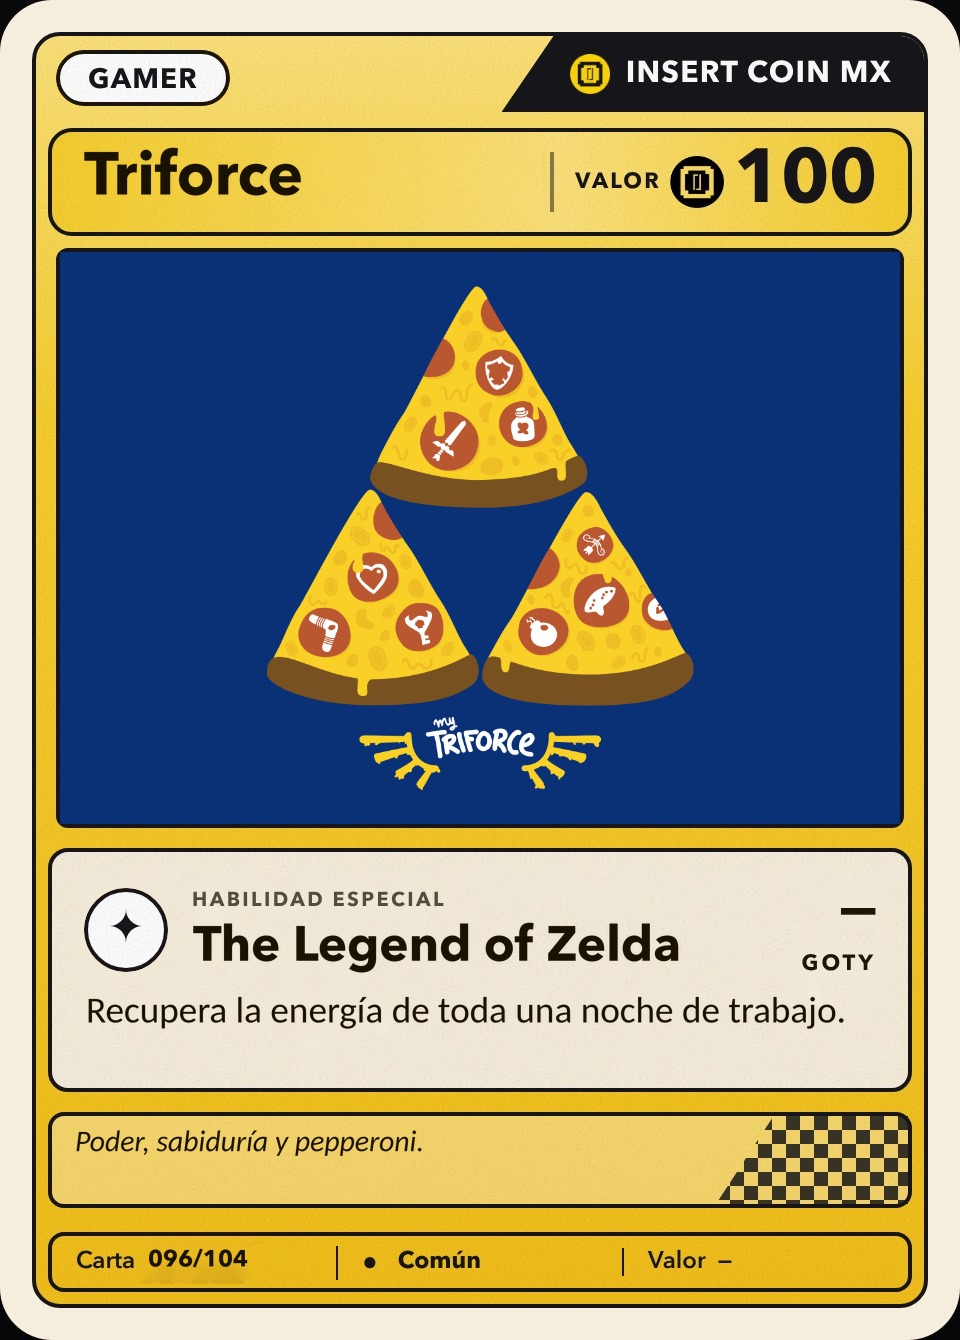 GAMER
INSERT COIN MX
Triforce
VALOR 100
my
TRIFORCE
HABILIDAD ESPECIAL
The Legend of Zelda
–
GOTY
Recupera la energía de toda una noche de trabajo.
Poder, sabiduría y pepperoni.
Carta 096/104
• Común
Valor –